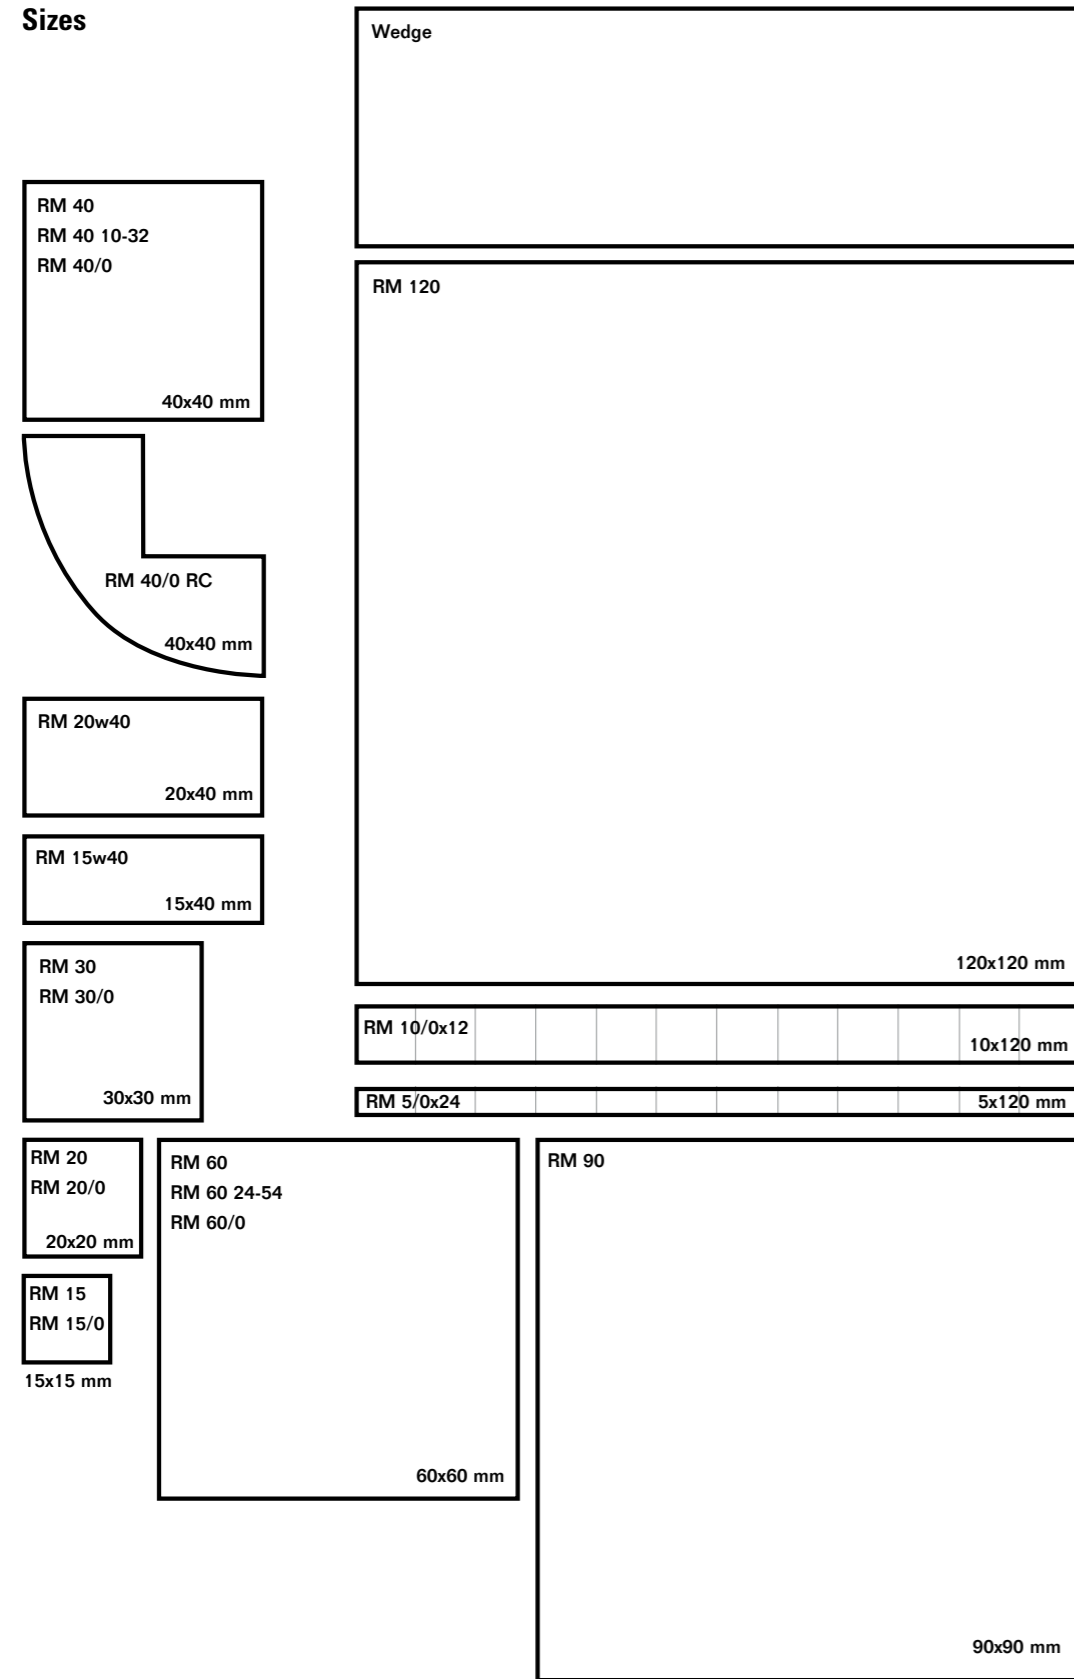 Sizes
Wedge
RM 40
RM 40 10-32
RM 40/0
40x40 mm
RM 120
120x120 mm
RM 40/0 RC
40x40 mm
RM 20w40
20x40 mm
RM 15w40
15x40 mm
RM 30
RM 30/0
30x30 mm
RM 10/0x12
10x120 mm
RM 5/0x24
5x120 mm
RM 20
RM 20/0
20x20 mm
RM 15
RM 15/0
15x15 mm
RM 60
RM 60 24-54
RM 60/0
60x60 mm
RM 90
90x90 mm